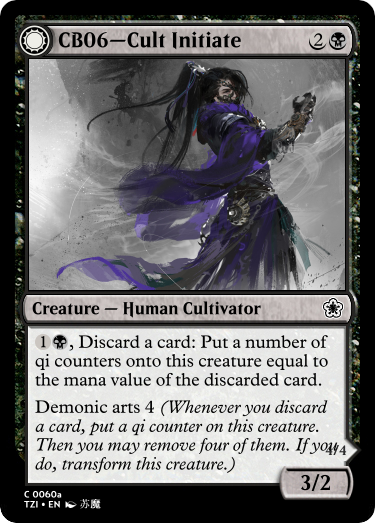 CB06—Cult Initiate 2
Creature — Human Cultivator
1, Discard a card: Put a number of
qi counters onto this creature equal to
the mana value of the discarded card.
Demonic arts 4 (Whenever you discard
a card, put a qi counter on this creature.
Then you may remove four of them. If you
do, transform this creature.)
4/4
3/2
C 0060a
TZI • EN 苏魔